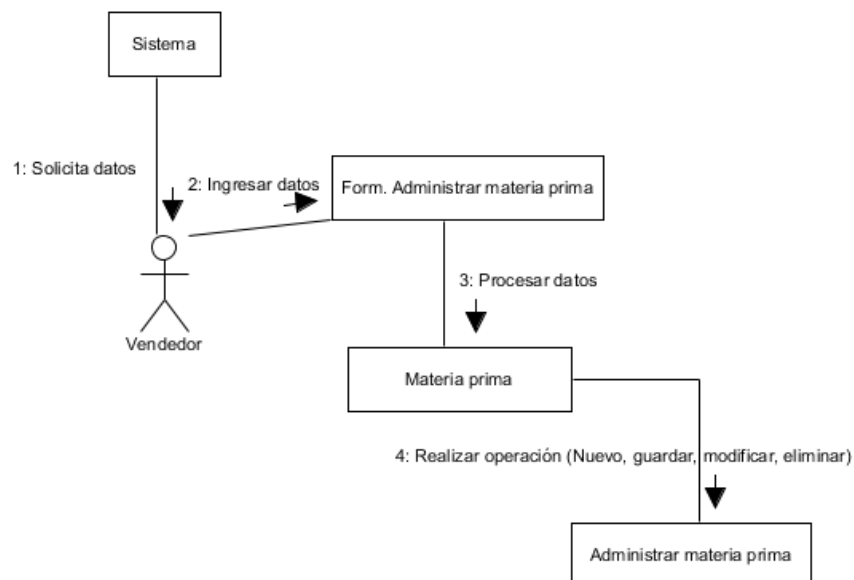 Sistema
1: Solicita datos
2: Ingresar datos
Form. Administrar materia prima
Vendedor
3: Procesar datos
Materia prima
4: Realizar operación (Nuevo, guardar, modificar, eliminar)
Administrar materia prima